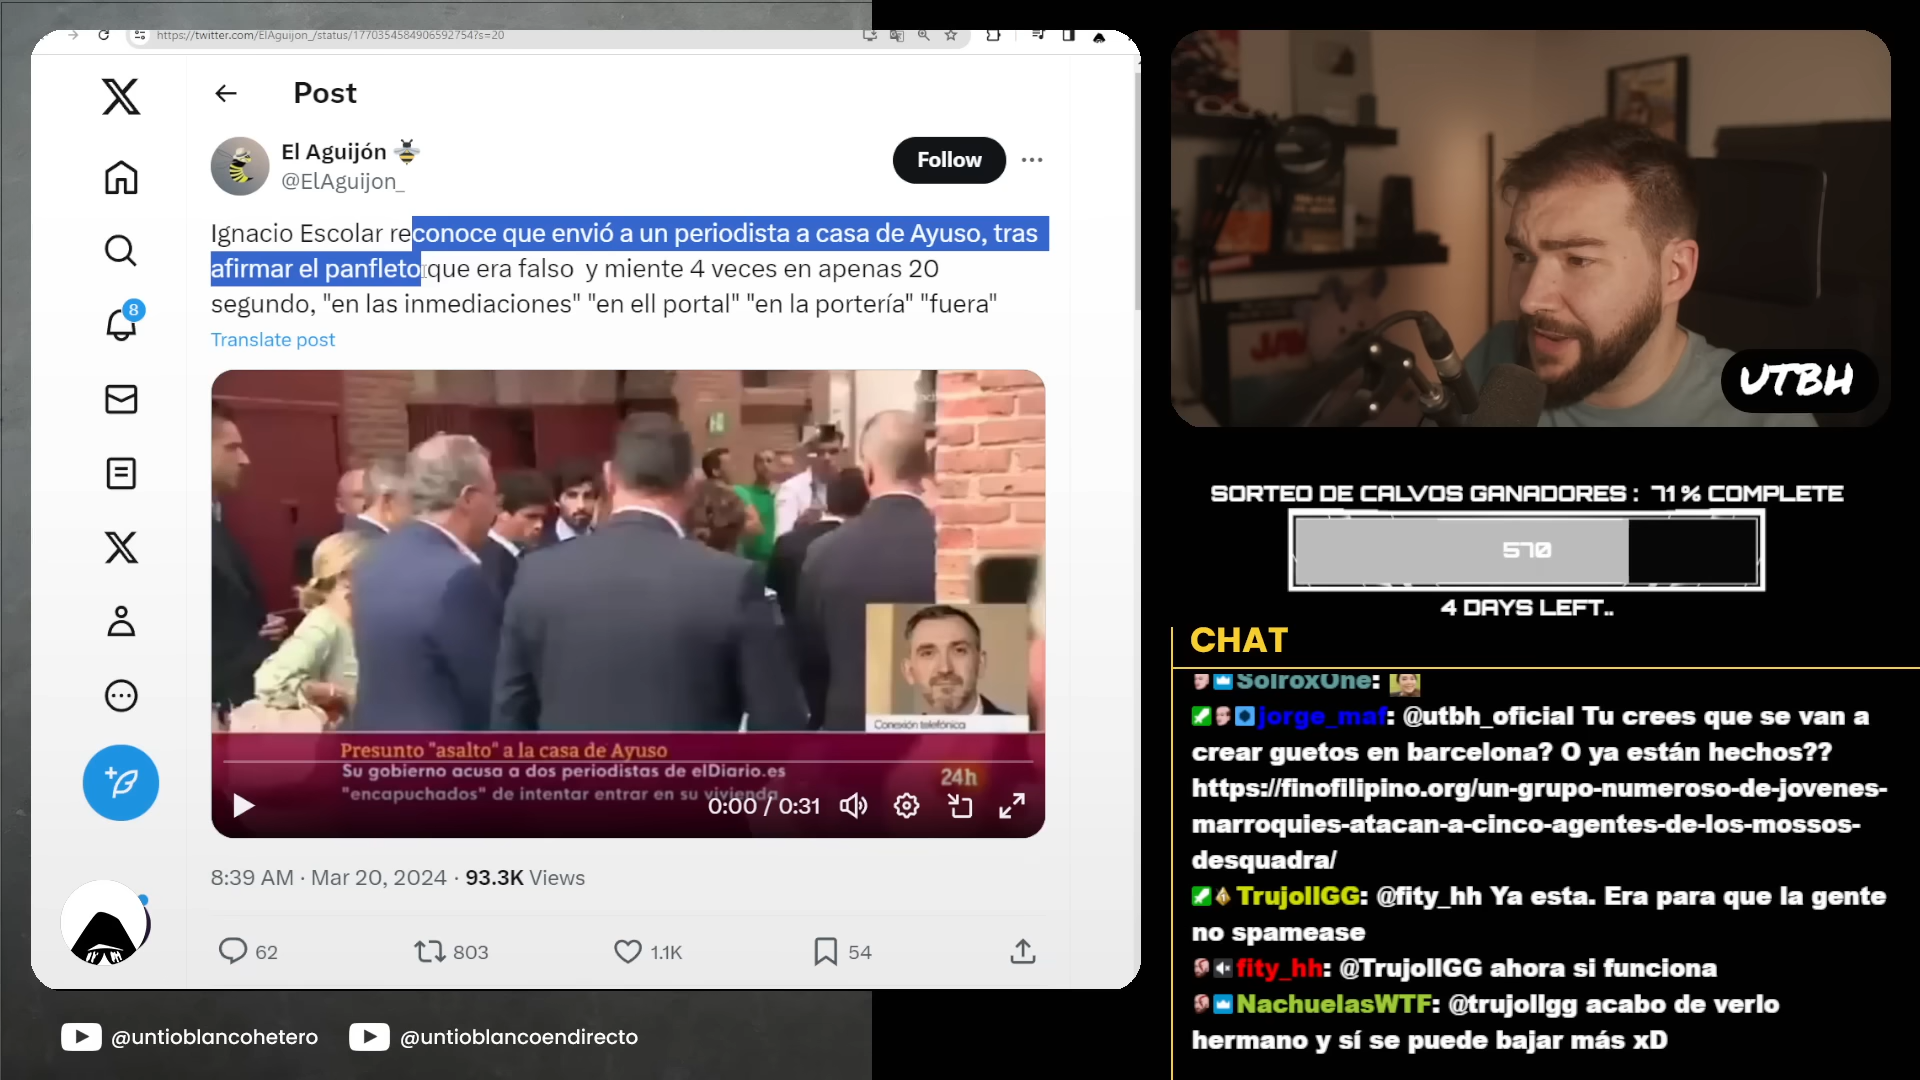 https://twitter.com/ElAguijon_/status/1770354584906592754?s=20
Post
El Aguijón
@ElAguijon_
Follow
Ignacio Escolar reconoce que envió a un periodista a casa de Ayuso, tras
afirmar el panfleto que era falso y miente 4 veces en apenas 20
segundo, "en las inmediaciones" "en ell portal" "en la portería" "fuera"
Translate post
8
Conexión telefónica
Presunto "asalto" a la casa de Ayuso
Su gobierno acusa a dos periodistas de elDiario.es
"encapuchados" de intentar entrar en su vivienda
24h
0:00 / 0:31
8:39 AM · Mar 20, 2024 · 93.3K Views
62
803
1.1K
54
@untioblancohetero
@untioblancoendirecto
UTBH
SORTEO DE CALVOS GANADORES : 71% COMPLETE
570
4 DAYS LEFT..
CHAT
SolroxOne:
jorge_maf: @utbh_oficial Tu crees que se van a
crear guetos en barcelona? O ya están hechos??
https://finofilipino.org/un-grupo-numeroso-de-jovenes-
marroquies-atacan-a-cinco-agentes-de-los-mossos-
desquadra/
TrujollGG: @fity_hh Ya esta. Era para que la gente
no spamease
fity_hh: @TrujollGG ahora si funciona
NachuelasWTF: @trujollgg acabo de verlo
hermano y sí se puede bajar más xD